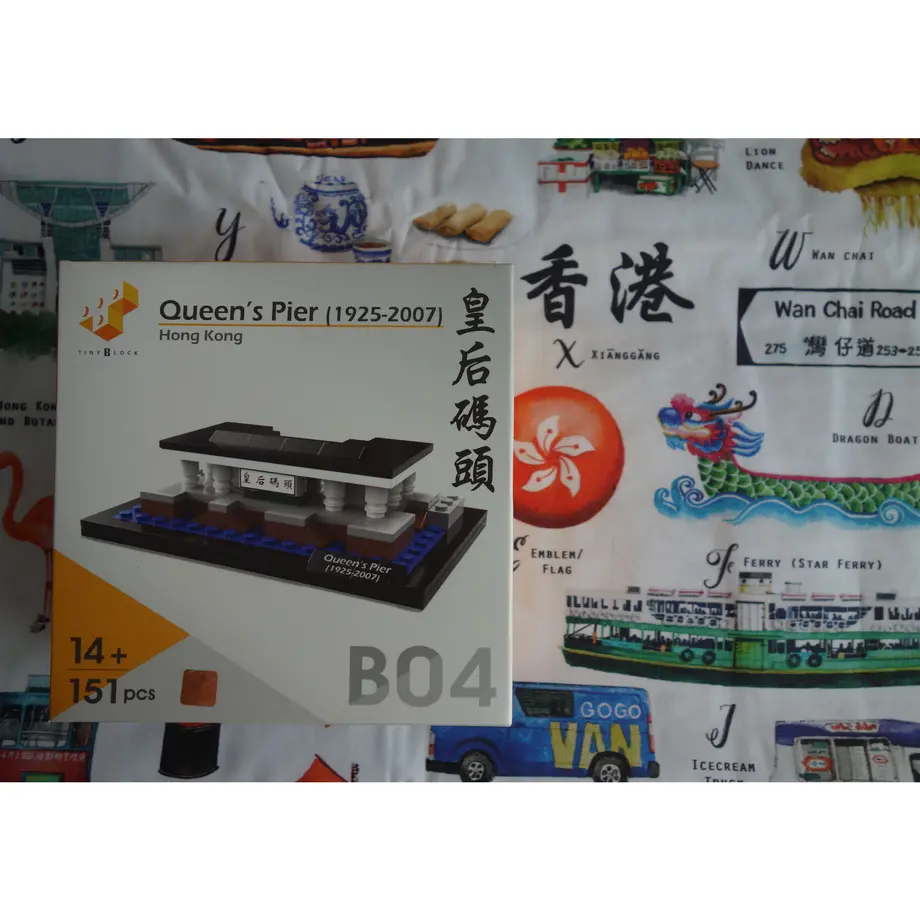 LION
DANCE
y
W WAN CHAI
香港
X XIĀNGGǍNG
Wan Chai Road
275 灣仔道
D
DRAGON BOAT
TINY BLOCK
Queen's Pier (1925-2007)
Hong Kong
皇后碼頭
皇后碼頭
Queen's Pier
(1925-2007)
14+
151 pcs
B04
E EMBLEM/
FLAG
F FERRY (STAR FERRY)
GOGO
VAN
ICECREAM